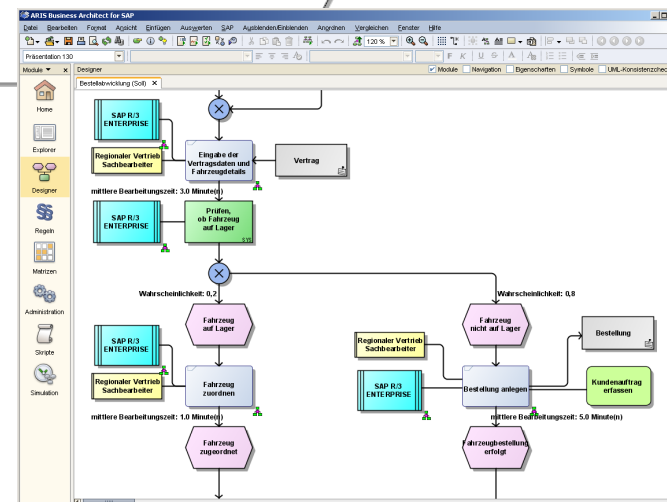 ARIS Business Architect for SAP
Datei Bearbeiten Format Ansicht Einfügen Auswerten SAP Ausblenden/Einblenden Anordnen Vergleichen Fenster Hilfe
120 %
Präsentation 130
F K U
Module
Designer
Module Navigation Eigenschaften Symbole UML-Konsistenzchec
Bestellabwicklung (Soll)
Home
Explorer
Designer
Regeln
Matrizen
Administration
Skripte
Simulation
SAP R/3
ENTERPRISE
Regionaler Vertrieb
Sachbearbeiter
Eingabe der
Vertragsdaten und
Fahrzeugdetails
Vertrag
mittlere Bearbeitungszeit: 3.0 Minute(n)
SAP R/3
ENTERPRISE
Prüfen,
ob Fahrzeug
auf Lager
SYS
Wahrscheinlichkeit: 0,2
Wahrscheinlichkeit: 0,8
Fahrzeug
auf Lager
Fahrzeug
nicht auf Lager
Bestellung
SAP R/3
ENTERPRISE
Regionaler Vertrieb
Sachbearbeiter
Regionaler Vertrieb
Sachbearbeiter
Fahrzeug
zuordnen
SAP R/3
ENTERPRISE
Bestellung anlegen
Kundenauftrag
erfassen
mittlere Bearbeitungszeit: 1.0 Minute(n)
mittlere Bearbeitungszeit: 5.0 Minute(n)
Fahrzeug
zugeordnet
Fahrzeugbestellung
erfolgt